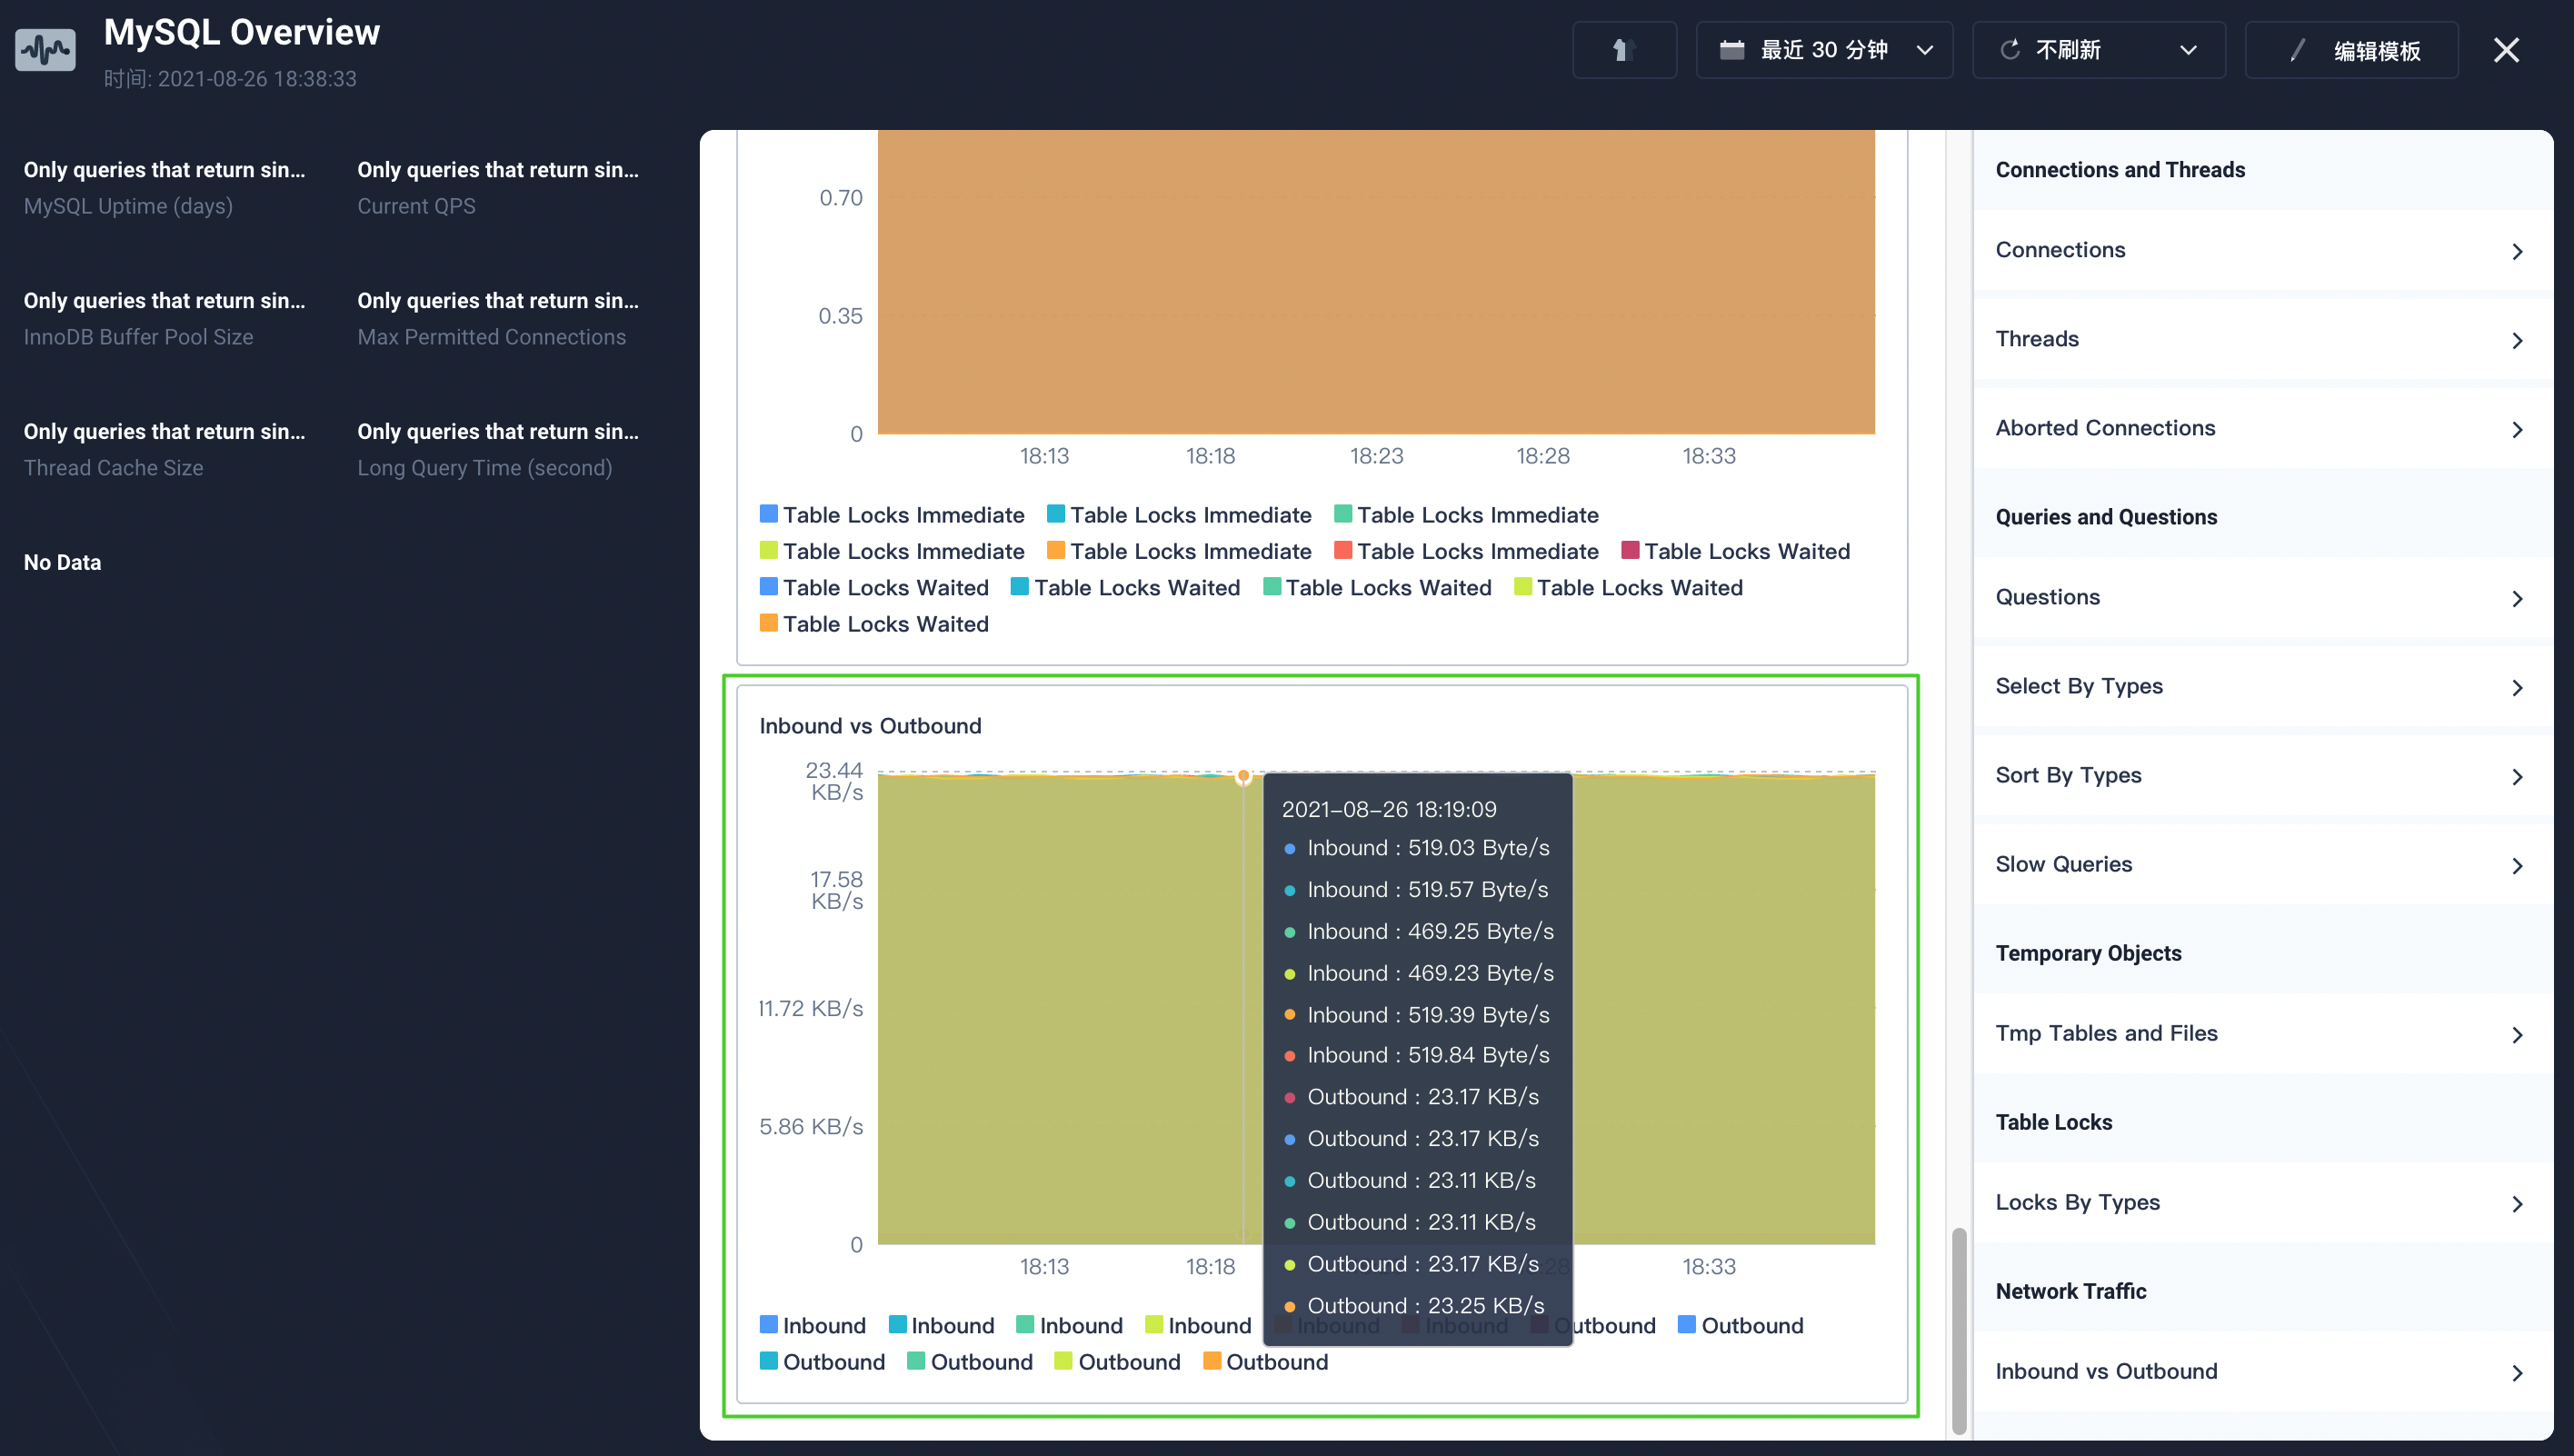 MySQL Overview
时间: 2021-08-26 18:38:33
最近 30 分钟
不刷新
编辑模板
Only queries that return sin...
MySQL Uptime (days)
Only queries that return sin...
Current QPS
Only queries that return sin...
InnoDB Buffer Pool Size
Only queries that return sin...
Max Permitted Connections
Only queries that return sin...
Thread Cache Size
Only queries that return sin...
Long Query Time (second)
No Data
0.70
0.35
0
18:13 18:18 18:23 18:28 18:33
Table Locks Immediate Table Locks Immediate Table Locks Immediate
Table Locks Immediate Table Locks Immediate Table Locks Immediate Table Locks Waited
Table Locks Waited Table Locks Waited Table Locks Waited Table Locks Waited
Table Locks Waited
Inbound vs Outbound
23.44
KB/s
17.58
KB/s
11.72 KB/s
5.86 KB/s
0
18:13 18:18 :28 18:33
2021-08-26 18:19:09
Inbound : 519.03 Byte/s
Inbound : 519.57 Byte/s
Inbound : 469.25 Byte/s
Inbound : 469.23 Byte/s
Inbound : 519.39 Byte/s
Inbound : 519.84 Byte/s
Outbound : 23.17 KB/s
Outbound : 23.17 KB/s
Outbound : 23.11 KB/s
Outbound : 23.11 KB/s
Outbound : 23.17 KB/s
Outbound : 23.25 KB/s
Inbound Inbound Inbound Inbound Inbound Inbound Outbound Outbound
Outbound Outbound Outbound Outbound
Connections and Threads
Connections
Threads
Aborted Connections
Queries and Questions
Questions
Select By Types
Sort By Types
Slow Queries
Temporary Objects
Tmp Tables and Files
Table Locks
Locks By Types
Network Traffic
Inbound vs Outbound